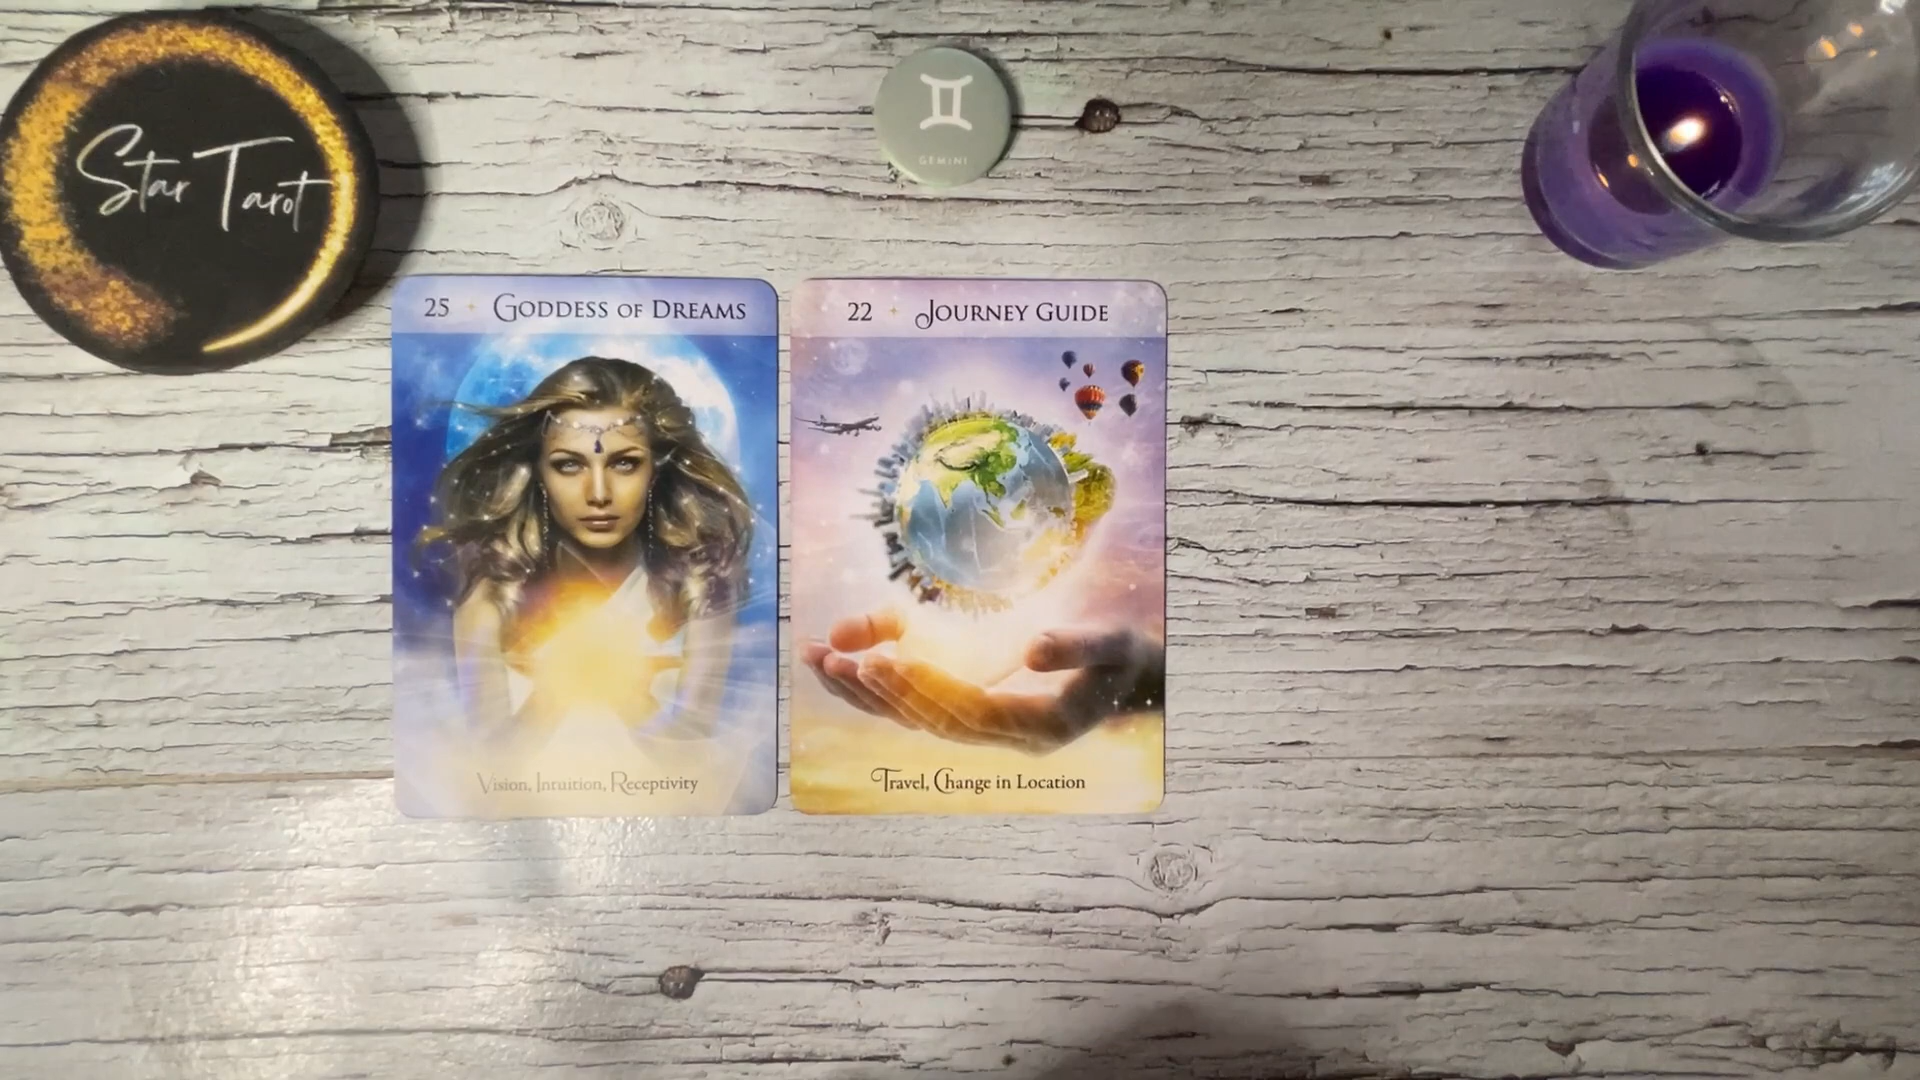 Star Tarot
GEMINI
25 GODDESS OF DREAMS
Vision, Intuition, Receptivity
22 JOURNEY GUIDE
Travel, Change in Location